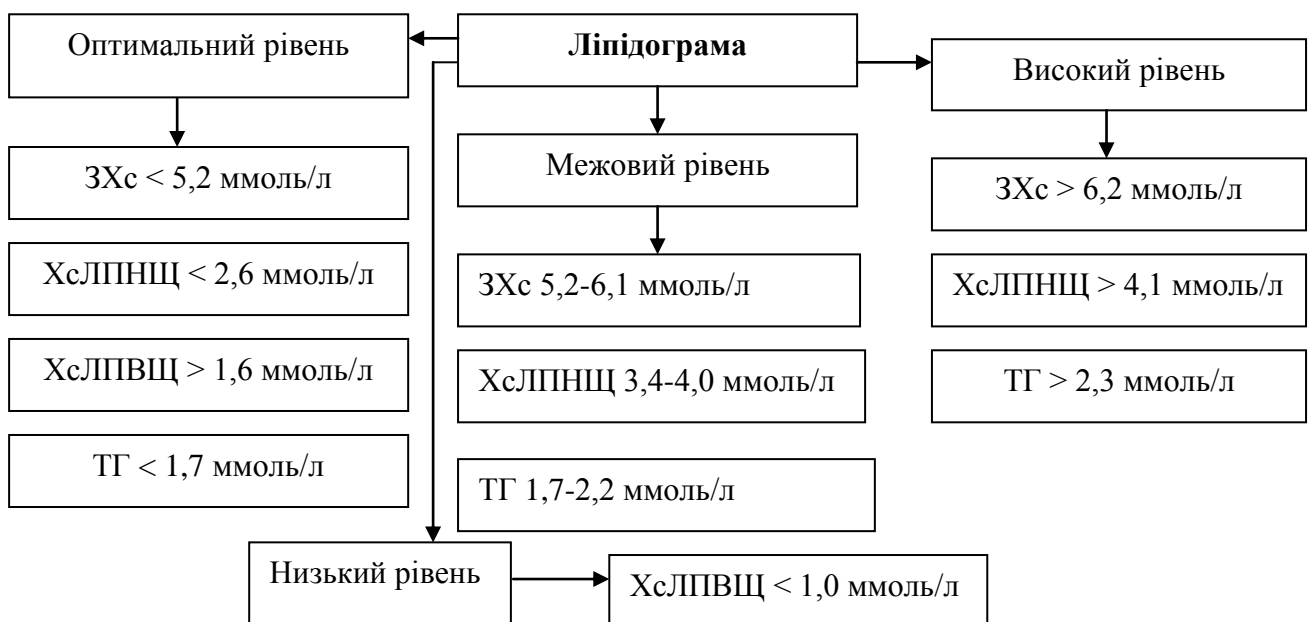 Ліпідограма
Оптимальний рівень
ЗХс < 5,2 ммоль/л
ХсЛПНЩ < 2,6 ммоль/л
ХсЛПВЩ > 1,6 ммоль/л
ТГ < 1,7 ммоль/л
Межовий рівень
ЗХс 5,2-6,1 ммоль/л
ХсЛПНЩ 3,4-4,0 ммоль/л
ТГ 1,7-2,2 ммоль/л
Високий рівень
ЗХс > 6,2 ммоль/л
ХсЛПНЩ > 4,1 ммоль/л
ТГ > 2,3 ммоль/л
Низький рівень
ХсЛПВЩ < 1,0 ммоль/л